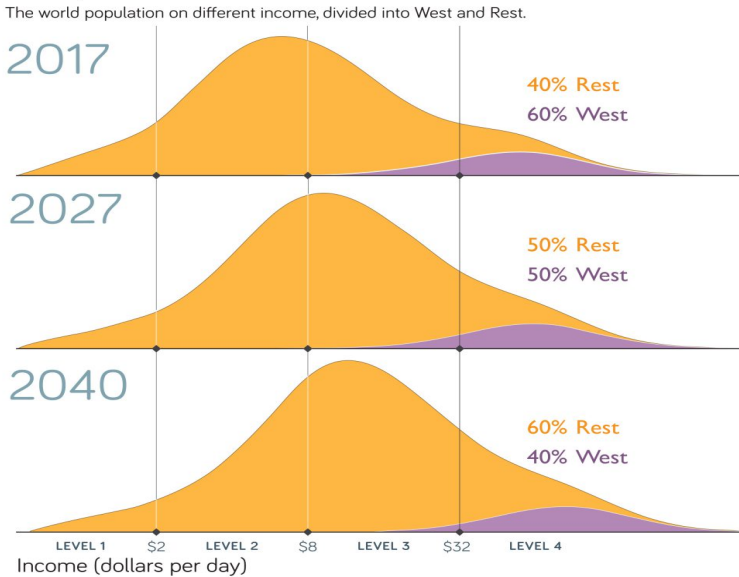 The world population on different income, divided into West and Rest.
2017
40% Rest
60% West
2027
50% Rest
50% West
2040
60% Rest
40% West
LEVEL 1 $2 LEVEL 2 $8 LEVEL 3 $32 LEVEL 4
Income (dollars per day)